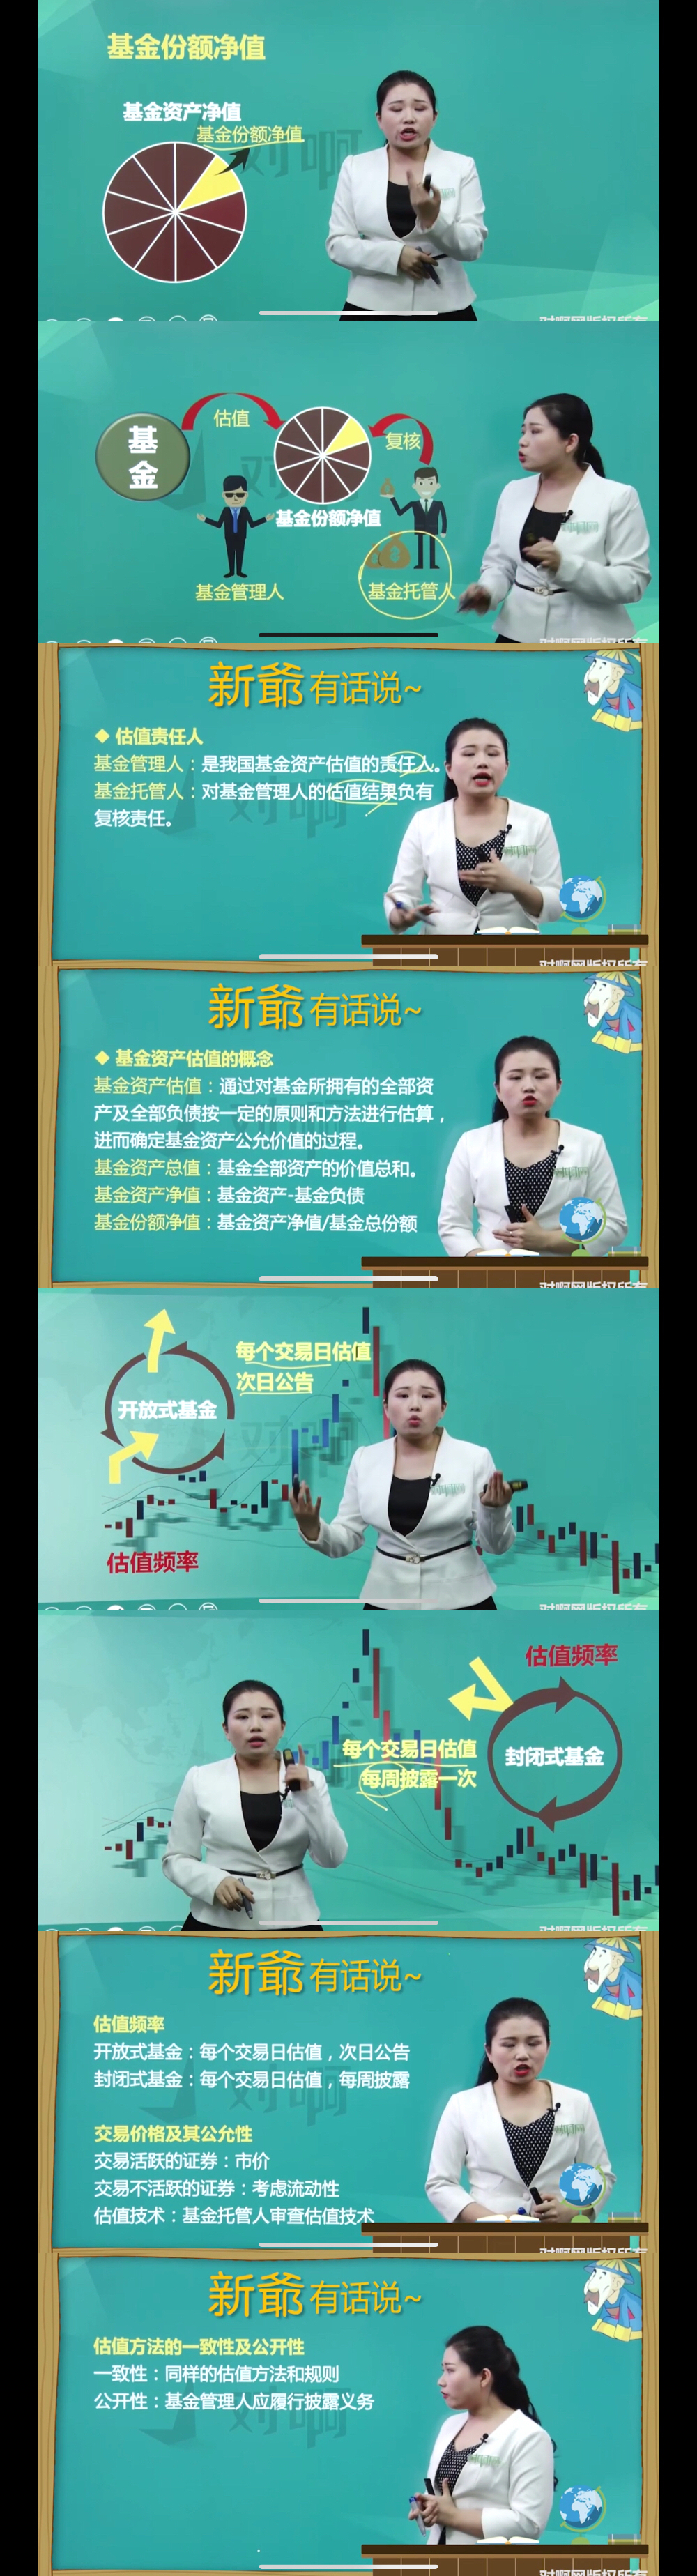 基金份额净值
基金资产净值
基金份额净值
对啊
基金
估值
复核
基金份额净值
基金管理人
基金托管人
新爺有话说~
◆ 估值责任人
基金管理人：是我国基金资产估值的责任人。
基金托管人：对基金管理人的估值结果负有
复核责任。
新爺有话说~
◆ 基金资产估值的概念
基金资产估值：通过对基金所拥有的全部资
产及全部负债按一定的原则和方法进行估算，
进而确定基金资产公允价值的过程。
基金资产总值：基金全部资产的价值总和。
基金资产净值：基金资产-基金负债
基金份额净值：基金资产净值/基金总份额
每个交易日估值
次日公告
开放式基金
估值频率
估值频率
每个交易日估值
每周披露一次
封闭式基金
新爺有话说~
估值频率
开放式基金：每个交易日估值，次日公告
封闭式基金：每个交易日估值，每周披露
交易价格及其公允性
交易活跃的证券：市价
交易不活跃的证券：考虑流动性
估值技术：基金托管人审查估值技术
新爺有话说~
估值方法的一致性及公开性
一致性：同样的估值方法和规则
公开性：基金管理人应履行披露义务